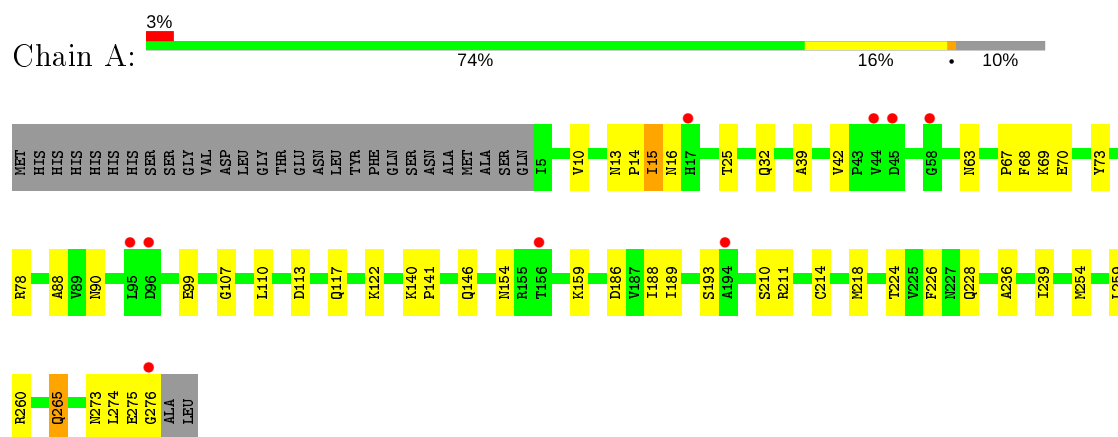 3%
Chain A:
74% 16% • 10%
MET HIS HIS HIS HIS HIS HIS SER SER GLY VAL ASP LEU GLY THR GLU ASN LEU TYR PHE GLN SER ASN ALA MET ALA SER GLN I5 V10 N13 P14 I15 N16 H17 T25 Q32 A39 V42 P43 V44 D45 G58 N63 P67 F68 K69 E70 Y73
R78 A88 V89 N90 L95 D96 E99 G107 L110 D113 Q117 K122 K140 P141 Q146 N154 R155 T156 K159 D186 V187 I188 I189 S193 A194 S210 R211 C214 M218 T224 V225 F226 N227 Q228 A236 I239 M254
R260 Q265 N273 L274 E275 G276 ALA LEU